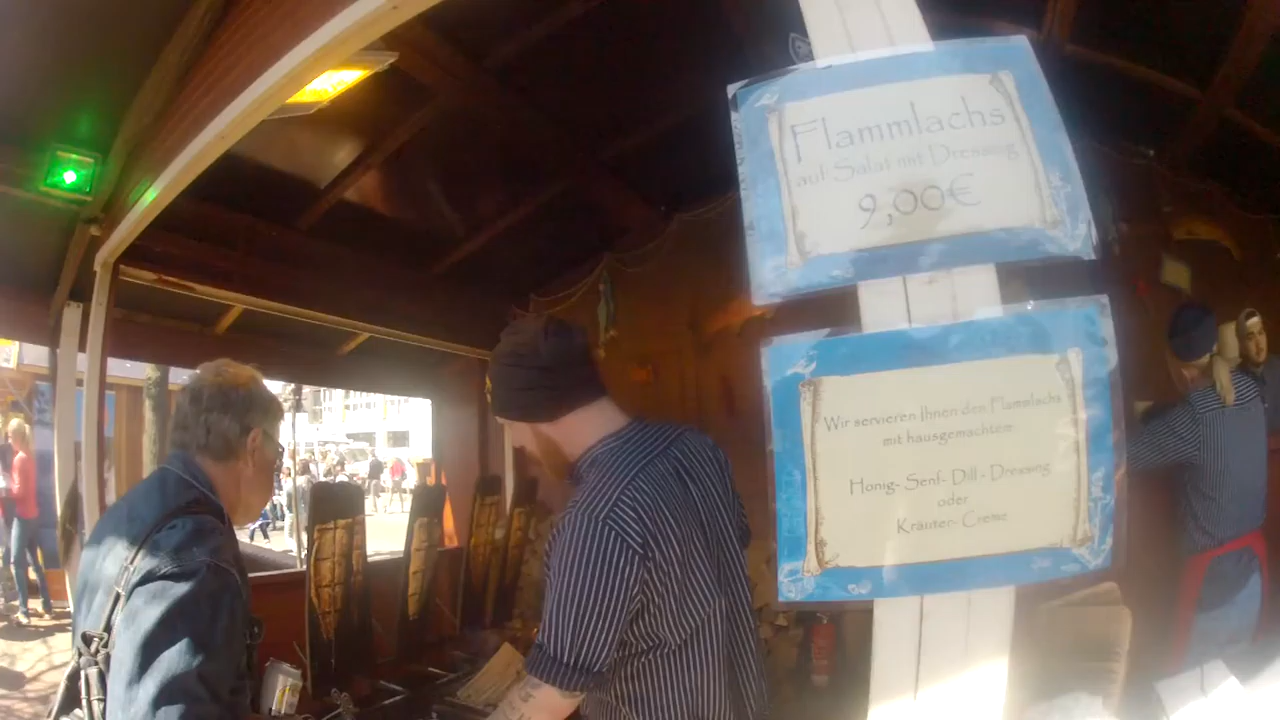 Flammlachs
auf Salat mit Dressing
9,00€
Wir servieren Ihnen den Flammlachs
mit hausgemachtem
Honig- Senf- Dill - Dressing
oder
Kräuter- Creme